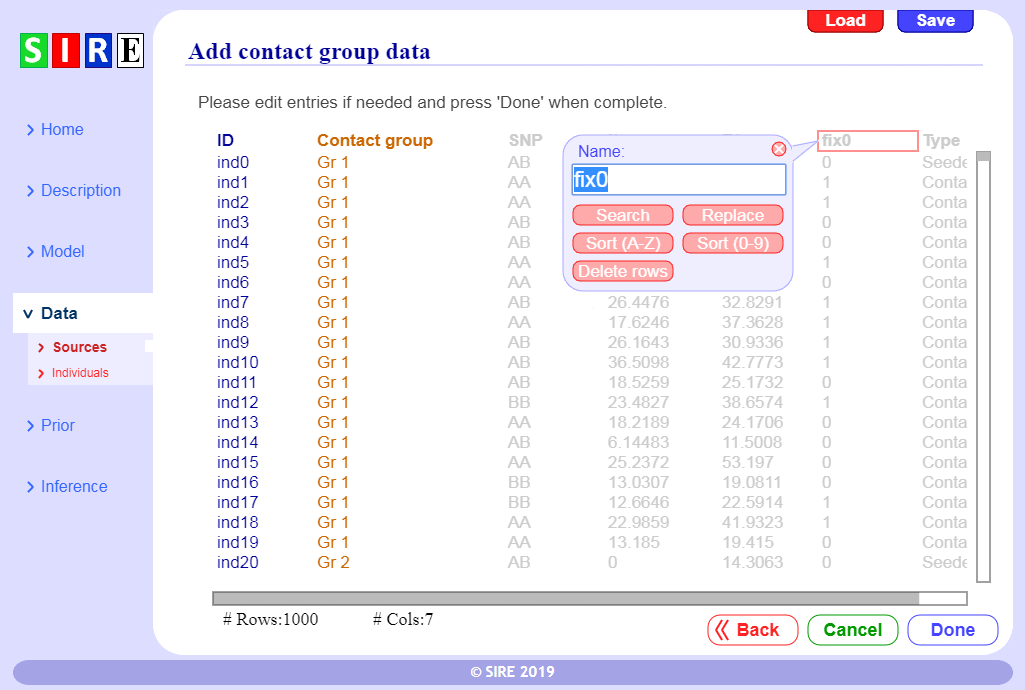 Load Save
SIRE
Add contact group data
Please edit entries if needed and press 'Done' when complete.
Home
Description
Model
Data
Sources
Individuals
Prior
Inference
ID Contact group SNP fix0 Type
Name:
fix0
Search Replace
Sort (A-Z) Sort (0-9)
Delete rows
ind0 Gr 1 AB 0 Seede
ind1 Gr 1 AA 1 Conta
ind2 Gr 1 AA 1 Conta
ind3 Gr 1 AB 0 Conta
ind4 Gr 1 AB 0 Conta
ind5 Gr 1 AA 1 Conta
ind6 Gr 1 AA 0 Conta
ind7 Gr 1 AB 26.4476 32.8291 1 Conta
ind8 Gr 1 AA 17.6246 37.3628 1 Conta
ind9 Gr 1 AB 26.1643 30.9336 1 Conta
ind10 Gr 1 AB 36.5098 42.7773 1 Conta
ind11 Gr 1 AB 18.5259 25.1732 0 Conta
ind12 Gr 1 BB 23.4827 38.6574 1 Conta
ind13 Gr 1 AA 18.2189 24.1706 0 Conta
ind14 Gr 1 AB 6.14483 11.5008 0 Conta
ind15 Gr 1 AA 25.2372 53.197 0 Conta
ind16 Gr 1 BB 13.0307 19.0811 0 Conta
ind17 Gr 1 BB 12.6646 22.5914 1 Conta
ind18 Gr 1 AA 22.9859 41.9323 1 Conta
ind19 Gr 1 AA 13.185 19.415 0 Conta
ind20 Gr 2 AB 0 14.3063 0 Seede
# Rows:1000 # Cols:7
Back Cancel Done
© SIRE 2019